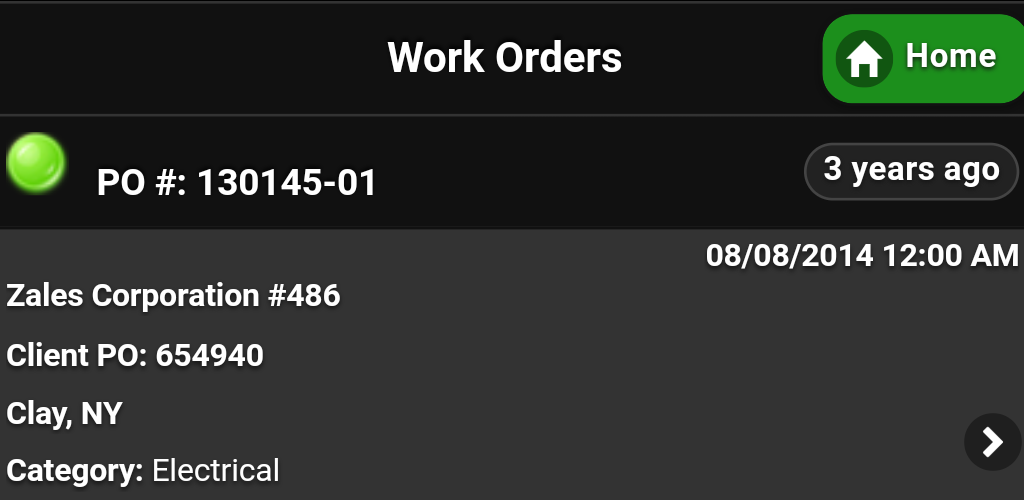 Work Orders
Home
PO #: 130145-01
3 years ago
08/08/2014 12:00 AM
Zales Corporation #486
Client PO: 654940
Clay, NY
Category: Electrical